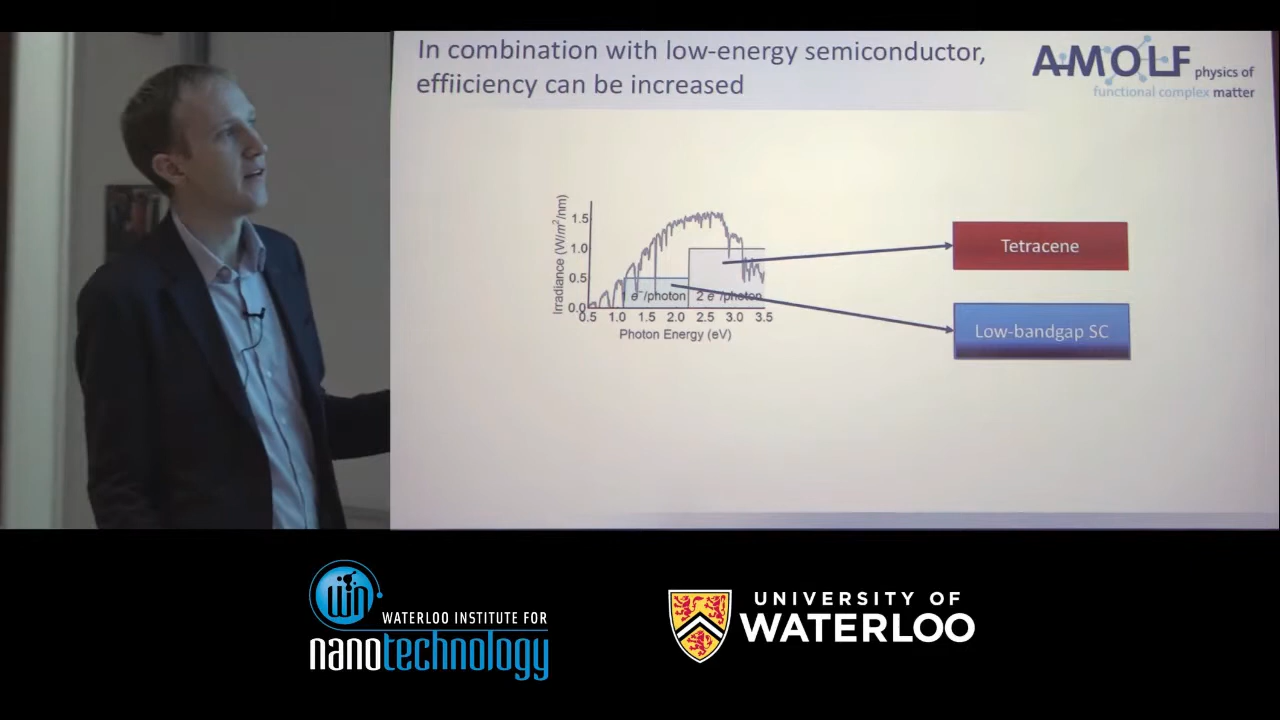 In combination with low-energy semiconductor,
effiiciency can be increased
AMOLF physics of
functional complex matter
Irradiance (W/m²/nm)
1.5
1.0
0.5
0.0
e⁻/photon
2 e⁻/photon
0.5 1.0 1.5 2.0 2.5 3.0 3.5
Photon Energy (eV)
Tetracene
Low-bandgap SC
WATERLOO INSTITUTE FOR
nanotechnology
UNIVERSITY OF
WATERLOO